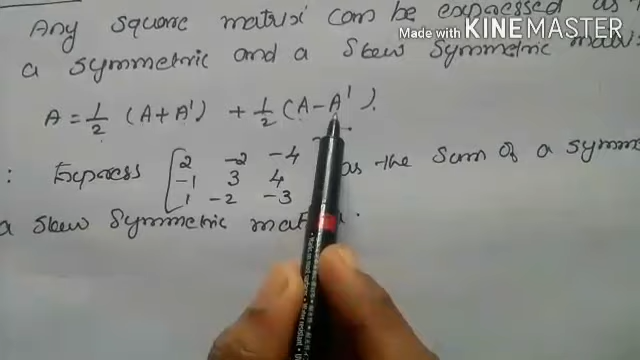 Made with KINEMASTER
Any square matrix can be expressed as
a symmetric and a skew symmetric
A = 1/2 (A + A') + 1/2 (A - A').
: Express [2 -2 -4 as the sum of a
-1 3 4
1 -2 -3
a skew symmetric